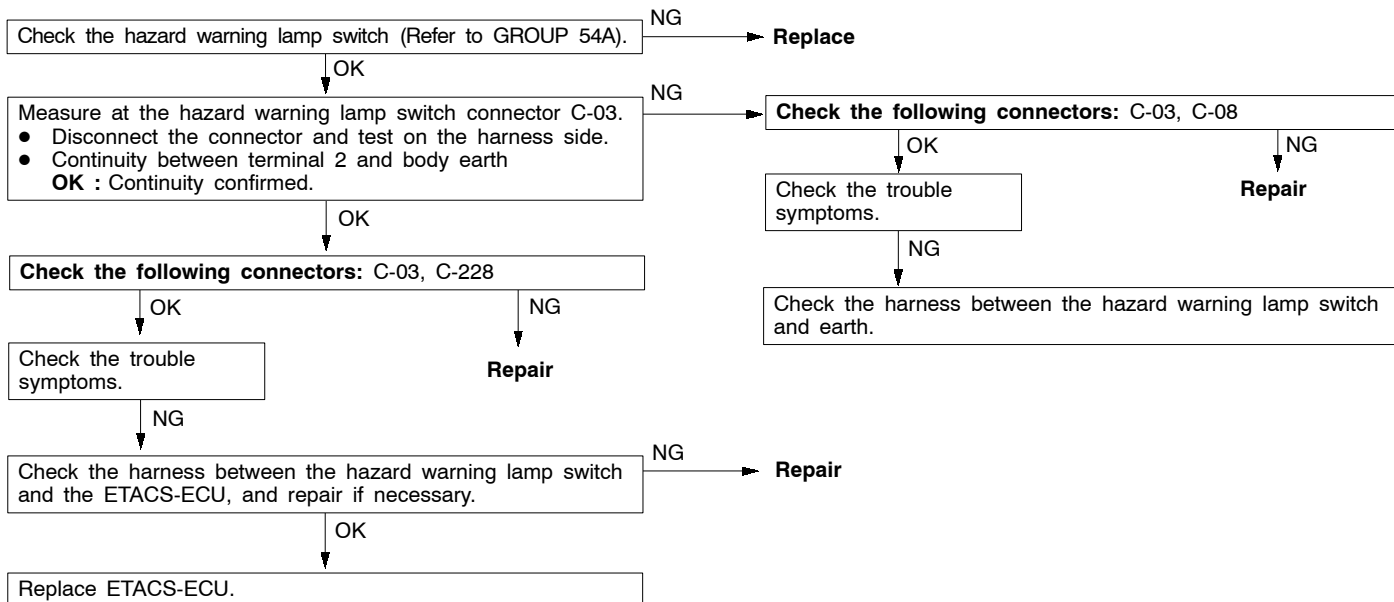 Check the hazard warning lamp switch (Refer to GROUP 54A).
NG
Replace
OK
Measure at the hazard warning lamp switch connector C-03.
● Disconnect the connector and test on the harness side.
● Continuity between terminal 2 and body earth
OK : Continuity confirmed.
NG
Check the following connectors: C-03, C-08
OK
NG
Check the trouble
symptoms.
Repair
NG
Check the harness between the hazard warning lamp switch
and earth.
OK
Check the following connectors: C-03, C-228
OK
NG
Check the trouble
symptoms.
Repair
NG
Check the harness between the hazard warning lamp switch
and the ETACS-ECU, and repair if necessary.
NG
Repair
OK
Replace ETACS-ECU.